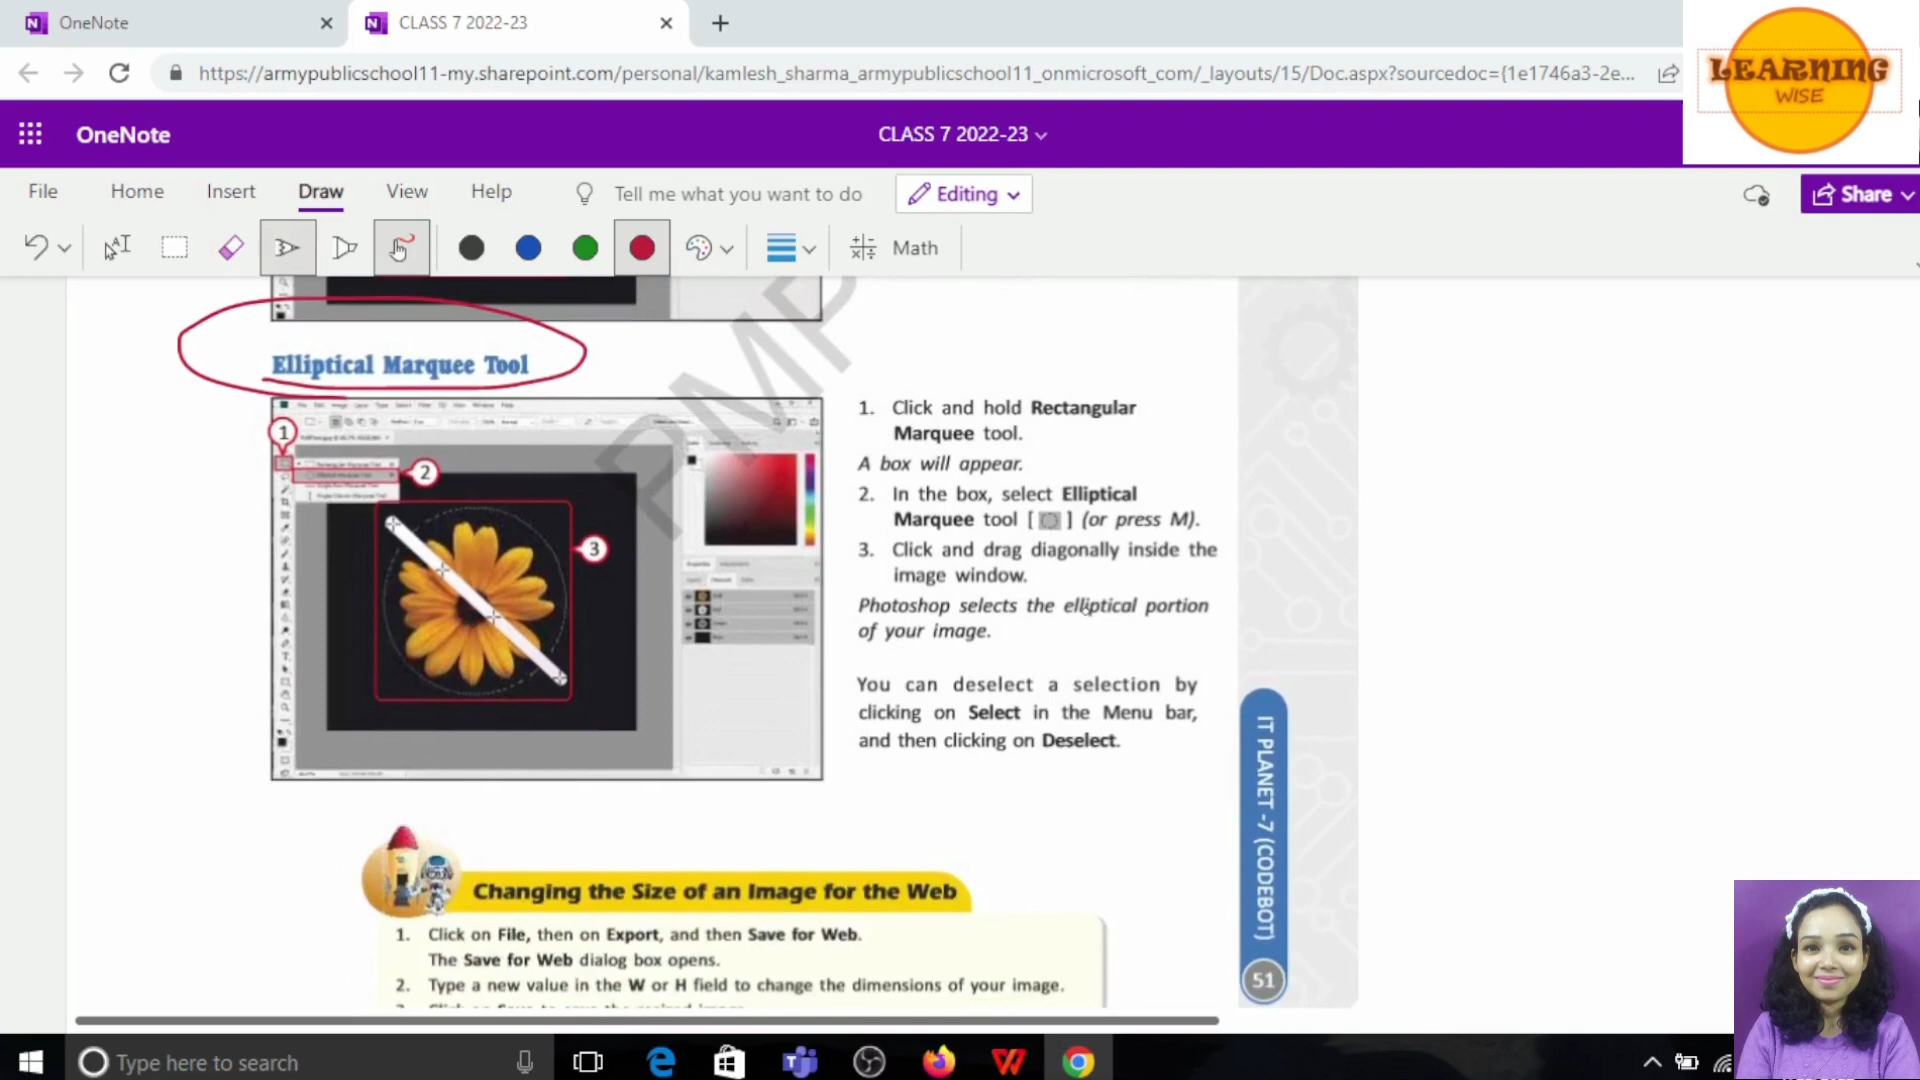 OneNote
CLASS 7 2022-23
https://armypublicschool11-my.sharepoint.com/personal/kamlesh_sharma_armypublicschool11_onmicrosoft_com/_layouts/15/Doc.aspx?sourcedoc={1e1746a3-2e...
LEARNING
WISE
OneNote
CLASS 7 2022-23
File Home Insert Draw View Help Tell me what you want to do Editing Share
Math
Elliptical Marquee Tool
1
2
3
1. Click and hold Rectangular
Marquee tool.
A box will appear.
2. In the box, select Elliptical
Marquee tool [ ] (or press M).
3. Click and drag diagonally inside the
image window.
Photoshop selects the elliptical portion
of your image.
You can deselect a selection by
clicking on Select in the Menu bar,
and then clicking on Deselect.
PMP
IT PLANET -7 (CODEBOT)
51
Changing the Size of an Image for the Web
1. Click on File, then on Export, and then Save for Web.
The Save for Web dialog box opens.
2. Type a new value in the W or H field to change the dimensions of your image.
Type here to search